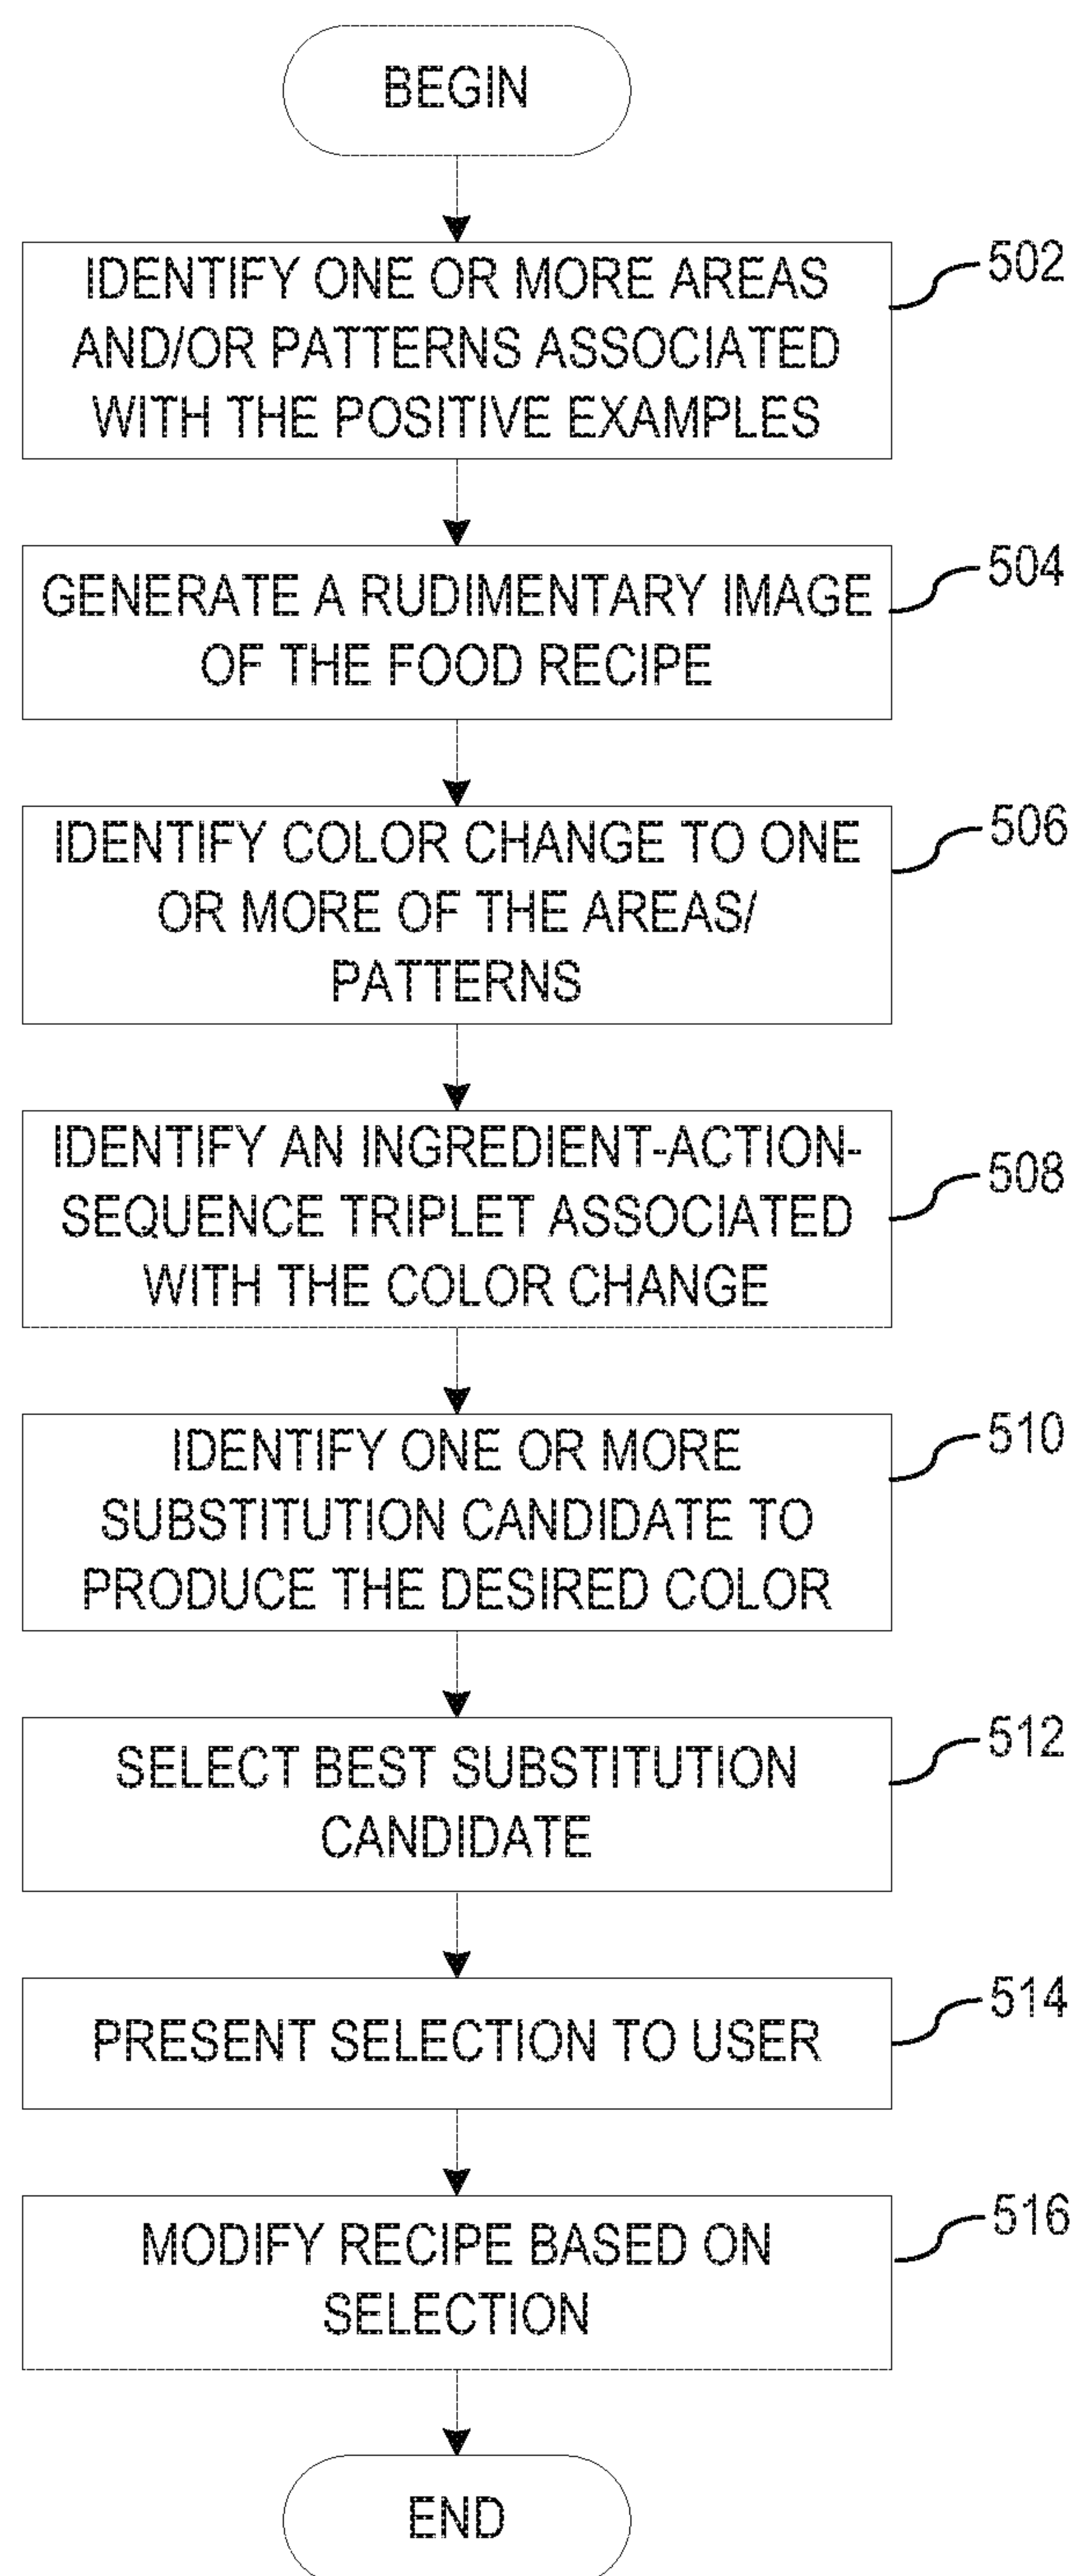 BEGIN
IDENTIFY ONE OR MORE AREAS
AND/OR PATTERNS ASSOCIATED
WITH THE POSITIVE EXAMPLES
502
GENERATE A RUDIMENTARY IMAGE
OF THE FOOD RECIPE
504
IDENTIFY COLOR CHANGE TO ONE
OR MORE OF THE AREAS/
PATTERNS
506
IDENTIFY AN INGREDIENT-ACTION-
SEQUENCE TRIPLET ASSOCIATED
WITH THE COLOR CHANGE
508
IDENTIFY ONE OR MORE
SUBSTITUTION CANDIDATE TO
PRODUCE THE DESIRED COLOR
510
SELECT BEST SUBSTITUTION
CANDIDATE
512
PRESENT SELECTION TO USER
514
MODIFY RECIPE BASED ON
SELECTION
516
END